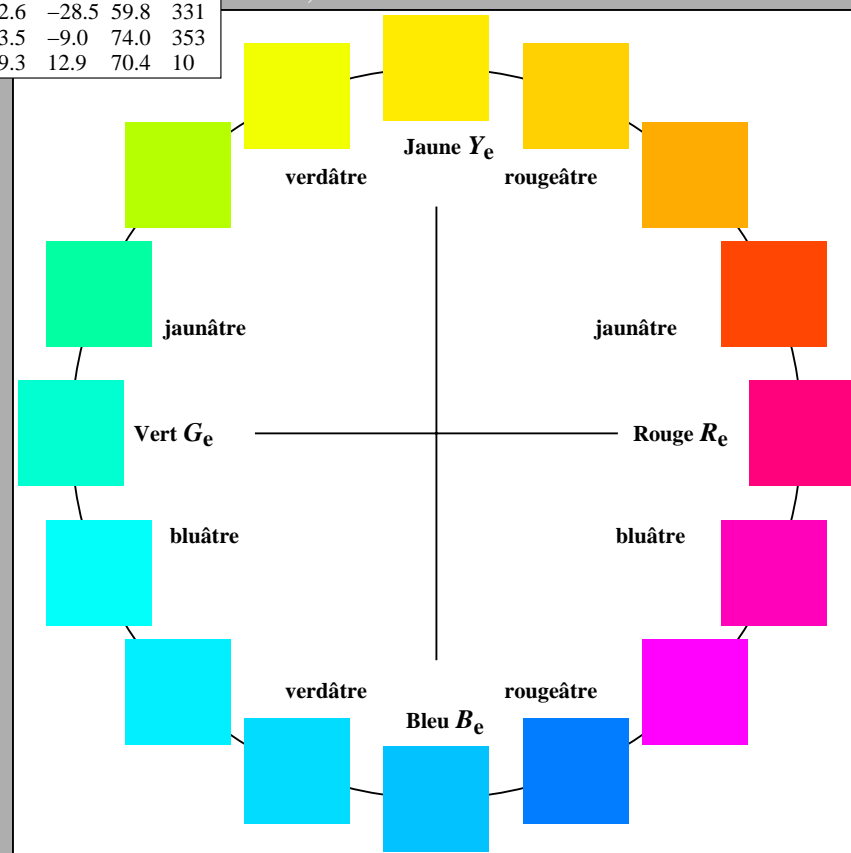 2.6 –28.5 59.8 331
3.5 –9.0 74.0 353
9.3 12.9 70.4 10
Jaune Ye
verdâtre rougeâtre
jaunâtre jaunâtre
Vert Ge Rouge Re
bluâtre bluâtre
verdâtre rougeâtre
Bleu Be